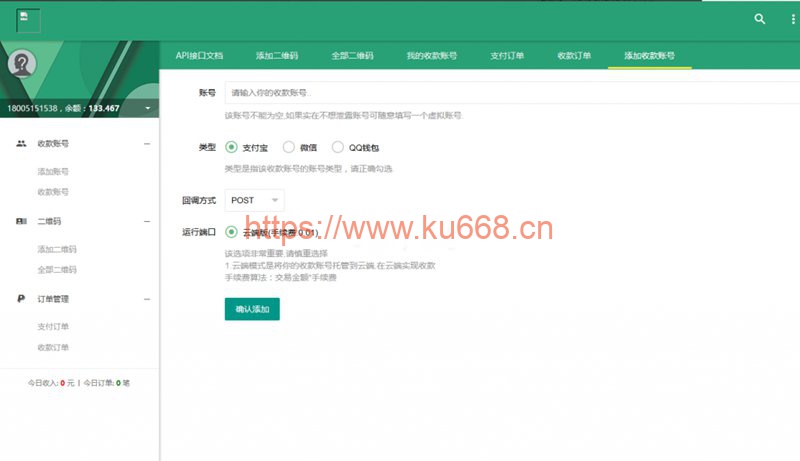 API接口文档 添加二维码 全部二维码 我的收款账号 支付订单 收款订单 添加收款账号
18005151538，余额：133.467
收款账号
添加账号
收款账号
二维码
添加二维码
全部二维码
订单管理
支付订单
收款订单
今日收入: 0 元 | 今日订单: 0 笔
账号 请输入你的收款账号.
该账号不能为空,如果实在不想泄露账号可随意填写一个虚拟账号.
类型 支付宝 微信 QQ钱包
类型是指该收款账号的账号类型，请正确勾选.
回调方式 POST
https://www.ku668.cn
运行端口 云端版(手续费 0.01)
该选项非常重要.请慎重选择
1.云端模式是将你的收款账号托管到云端,在云端实现收款
手续费算法：交易金额*手续费
确认添加